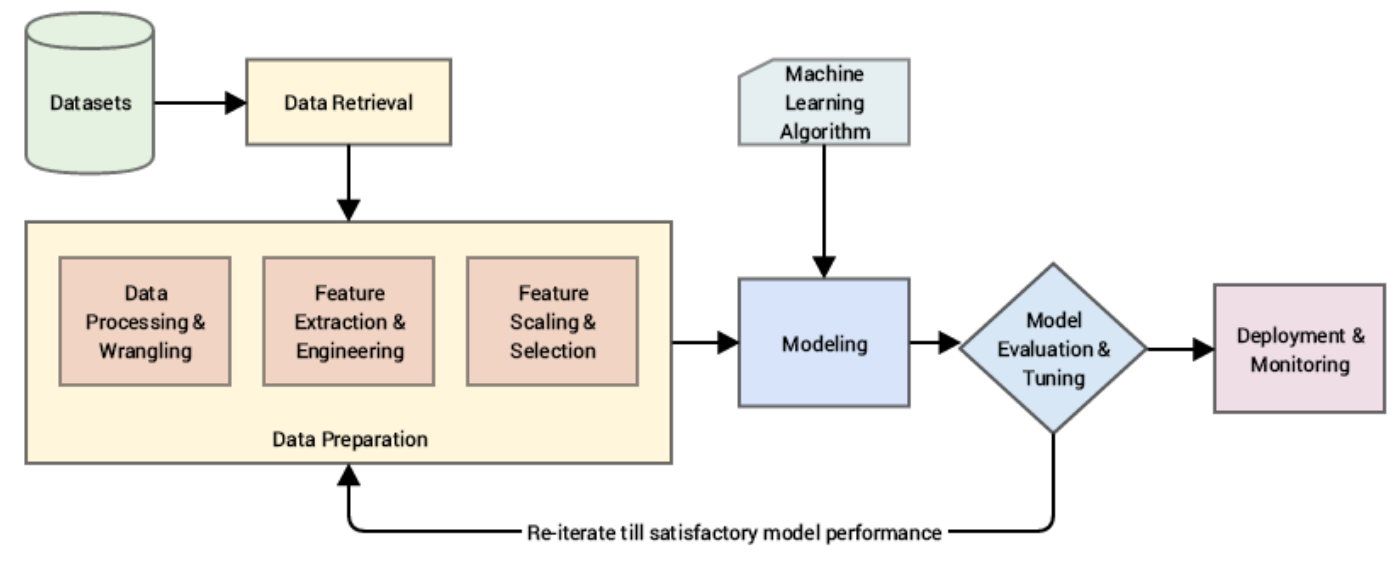 Datasets
Data Retrieval
Machine
Learning
Algorithm
Data
Processing &
Wrangling
Feature
Extraction &
Engineering
Feature
Scaling &
Selection
Data Preparation
Modeling
Model
Evaluation &
Tuning
Deployment &
Monitoring
Re-iterate till satisfactory model performance